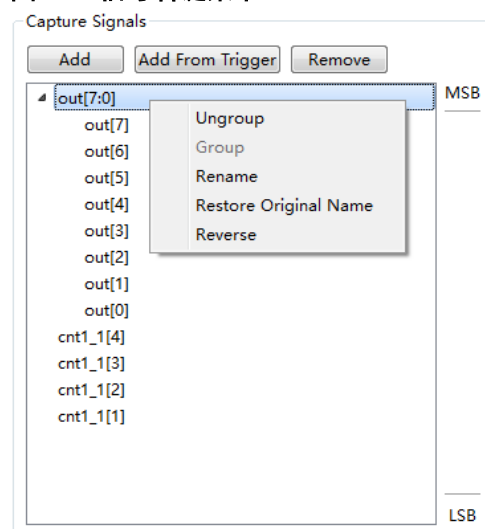 Capture Signals
Add
Add From Trigger
Remove
out[7:0]
MSB
out[7]
out[6]
out[5]
out[4]
out[3]
out[2]
out[1]
out[0]
cnt1_1[4]
cnt1_1[3]
cnt1_1[2]
cnt1_1[1]
Ungroup
Group
Rename
Restore Original Name
Reverse
LSB